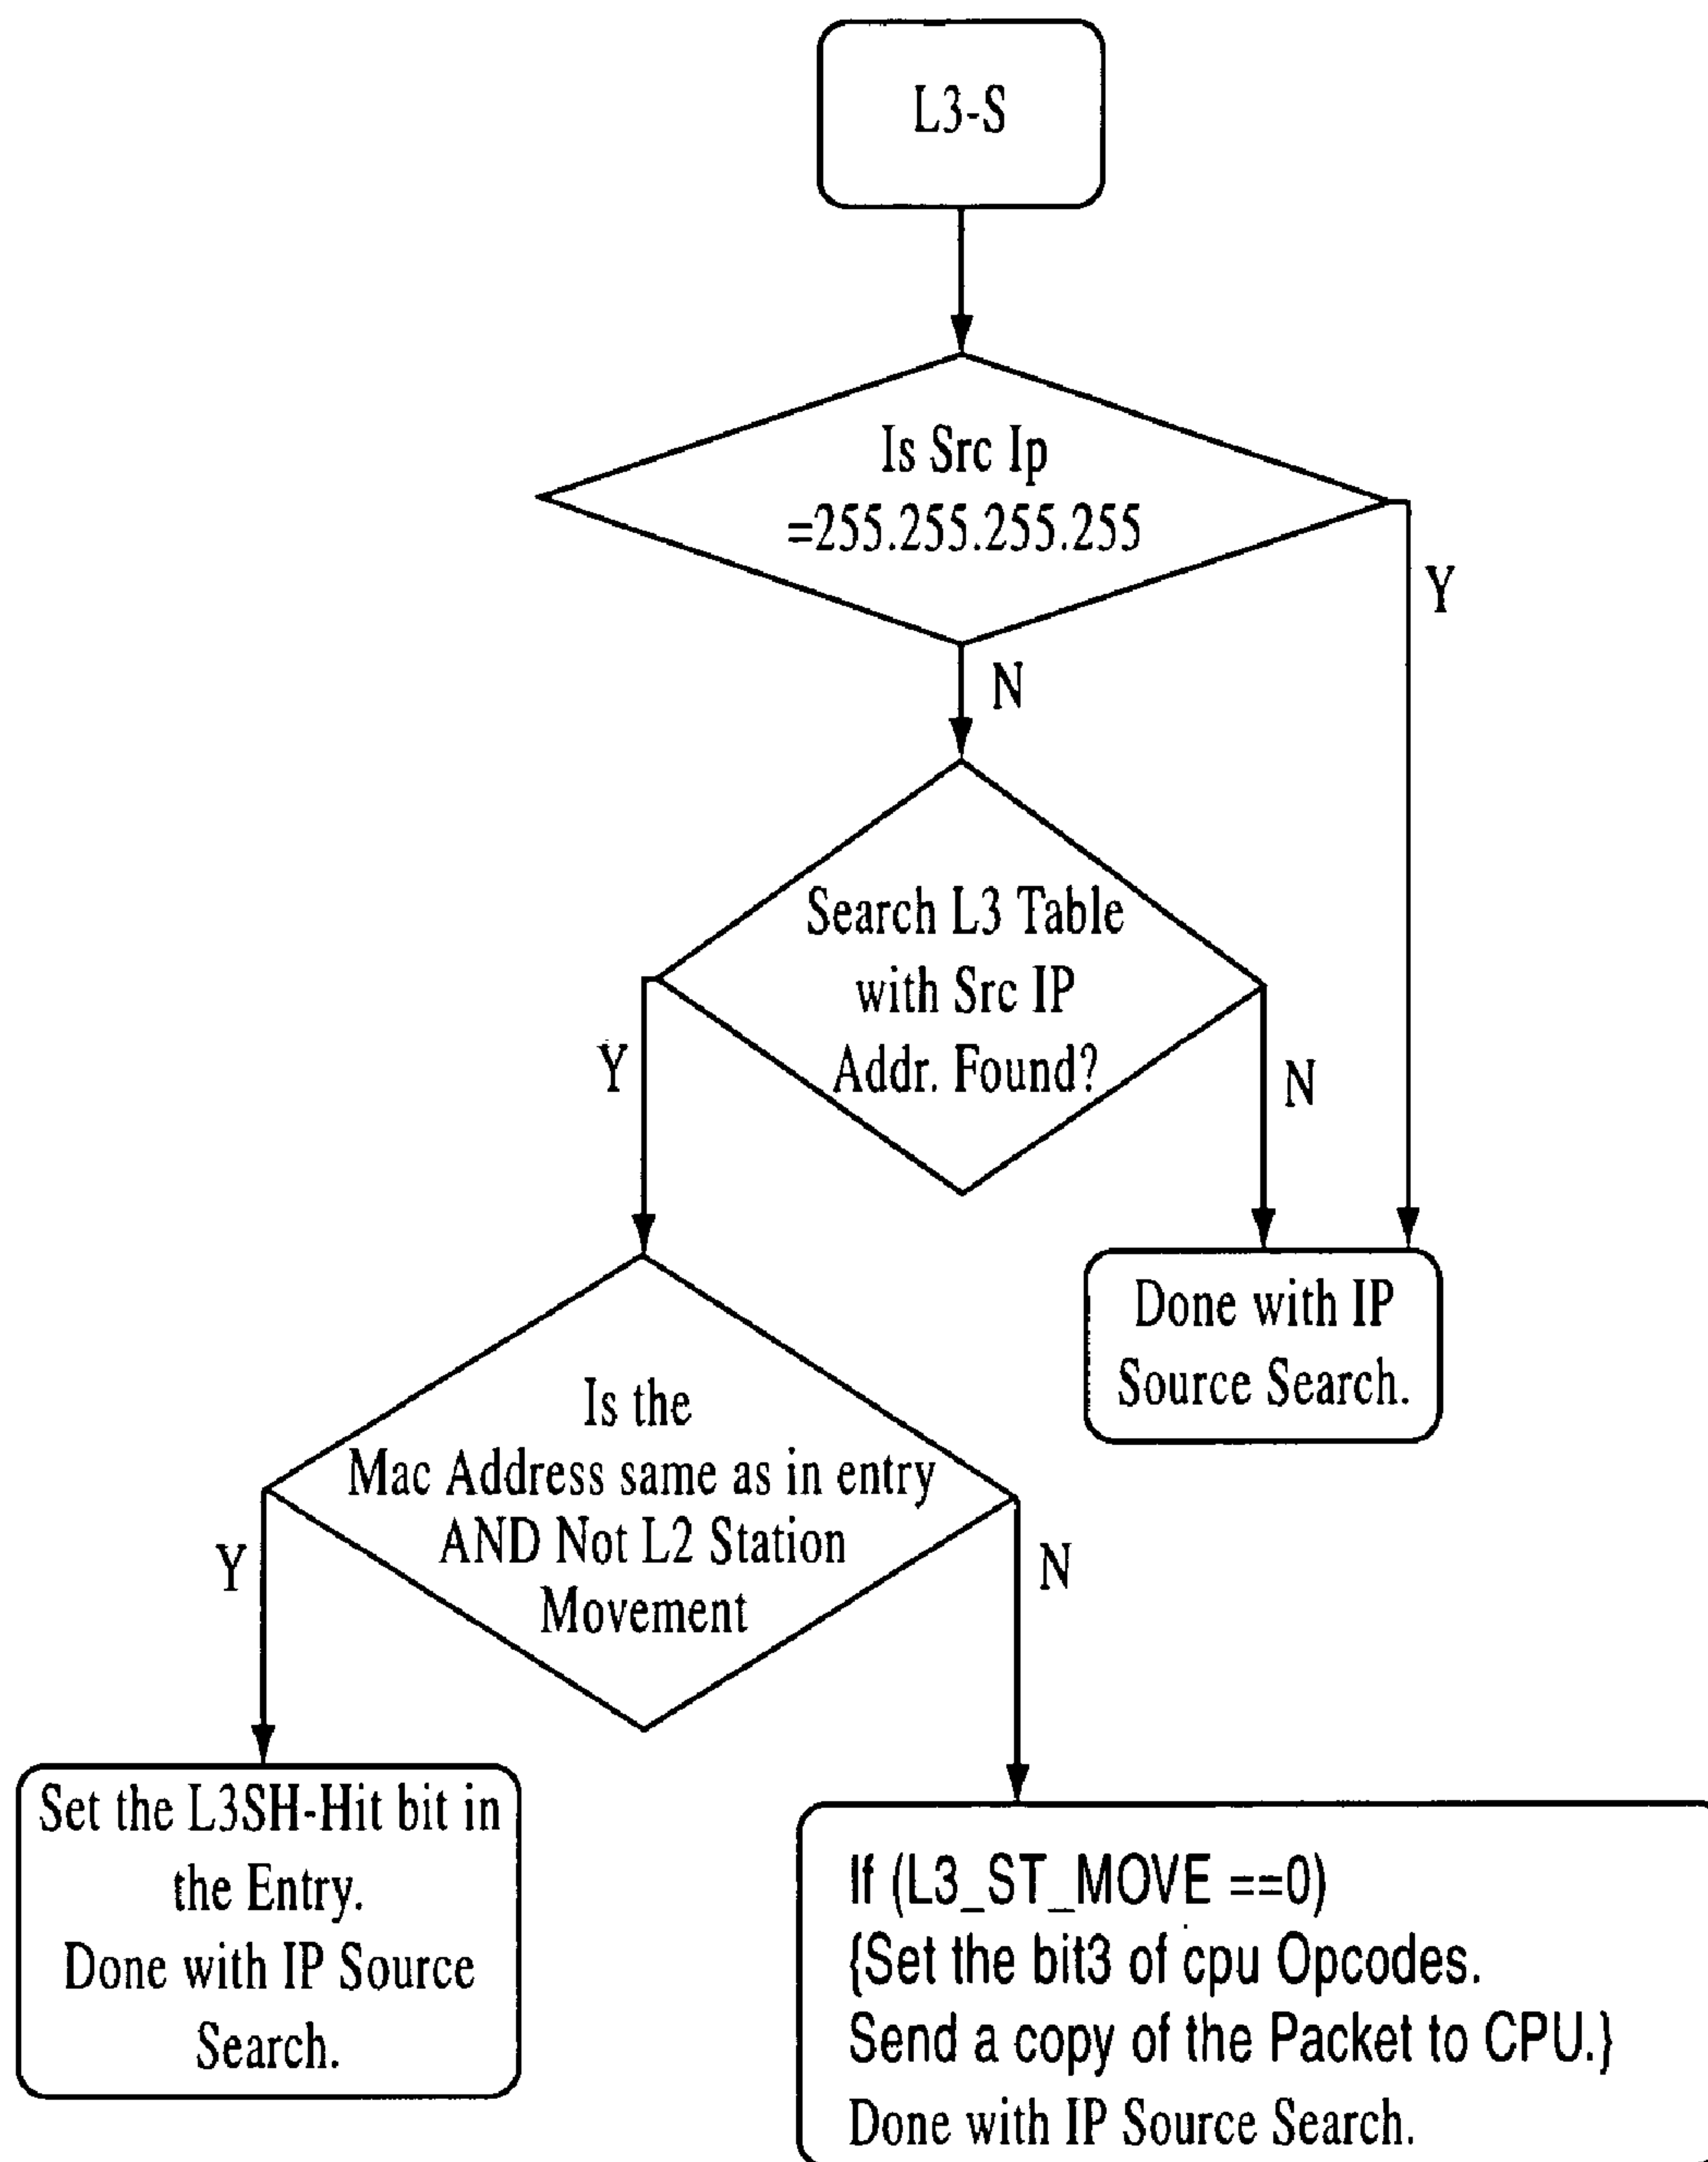 L3-S
Is Src Ip
=255.255.255.255
Y
N
Search L3 Table
with Src IP
Addr. Found?
Y
N
Done with IP
Source Search.
Is the
Mac Address same as in entry
AND Not L2 Station
Movement
Y
N
Set the L3SH-Hit bit in
the Entry.
Done with IP Source
Search.
If (L3_ST_MOVE ==0)
{Set the bit3 of cpu Opcodes.
Send a copy of the Packet to CPU.}
Done with IP Source Search.